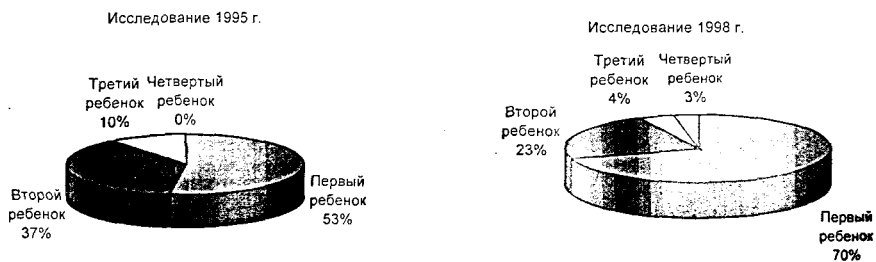 Исследование 1995 г.
Третий
ребенок
10%
Четвертый
ребенок
0%
Второй
ребенок
37%
Первый
ребенок
53%
Исследование 1998 г.
Третий
ребенок
4%
Четвертый
ребенок
3%
Второй
ребенок
23%
Первый
ребенок
70%